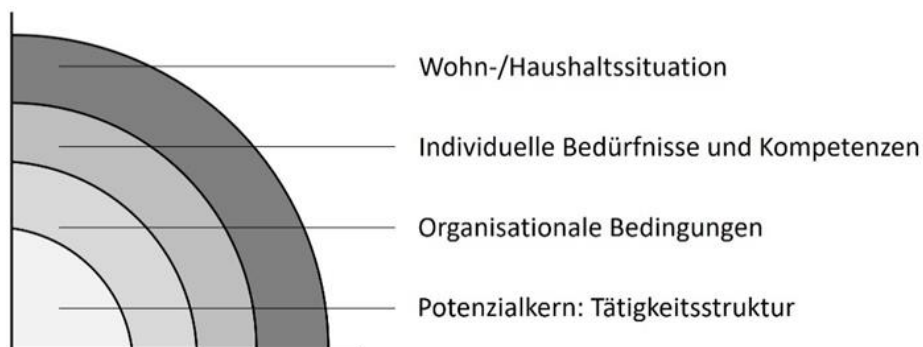 Wohn-/Haushaltssituation
Individuelle Bedürfnisse und Kompetenzen
Organisationale Bedingungen
Potenzialkern: Tätigkeitsstruktur